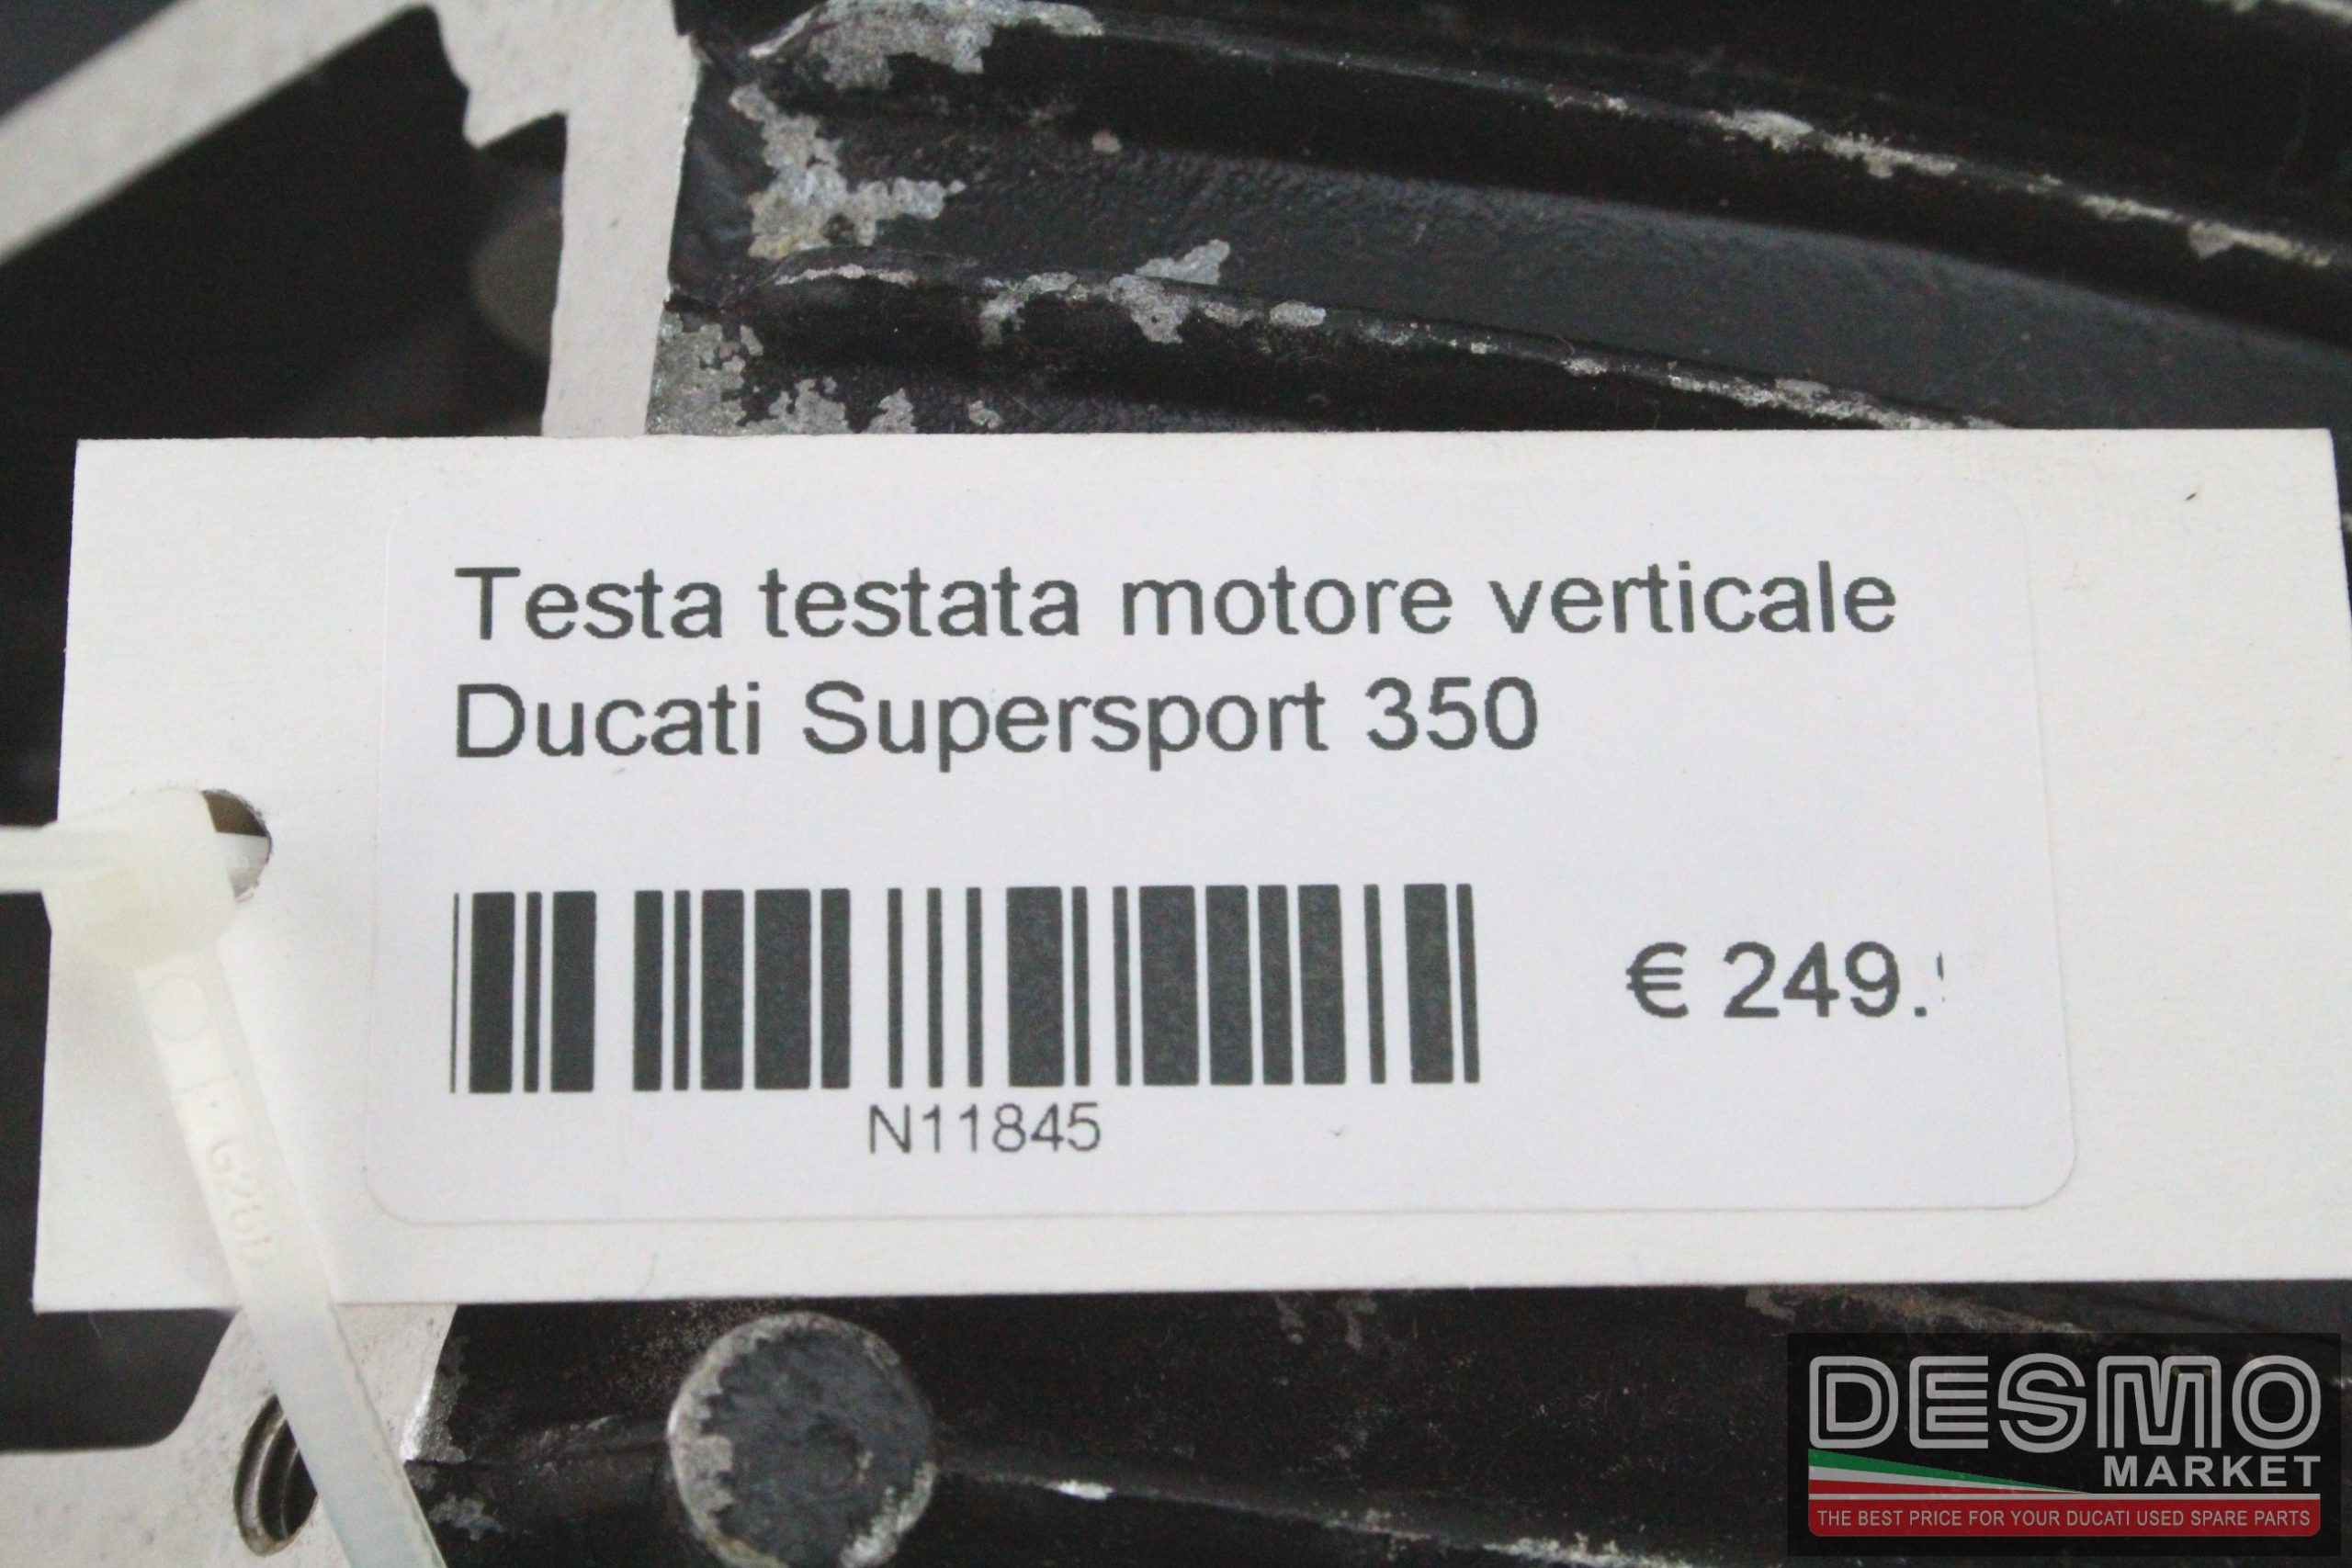 Testa testata motore verticale
Ducati Supersport 350
€ 249.
N11845
DESMO
MARKET
THE BEST PRICE FOR YOUR DUCATI USED SPARE PARTS